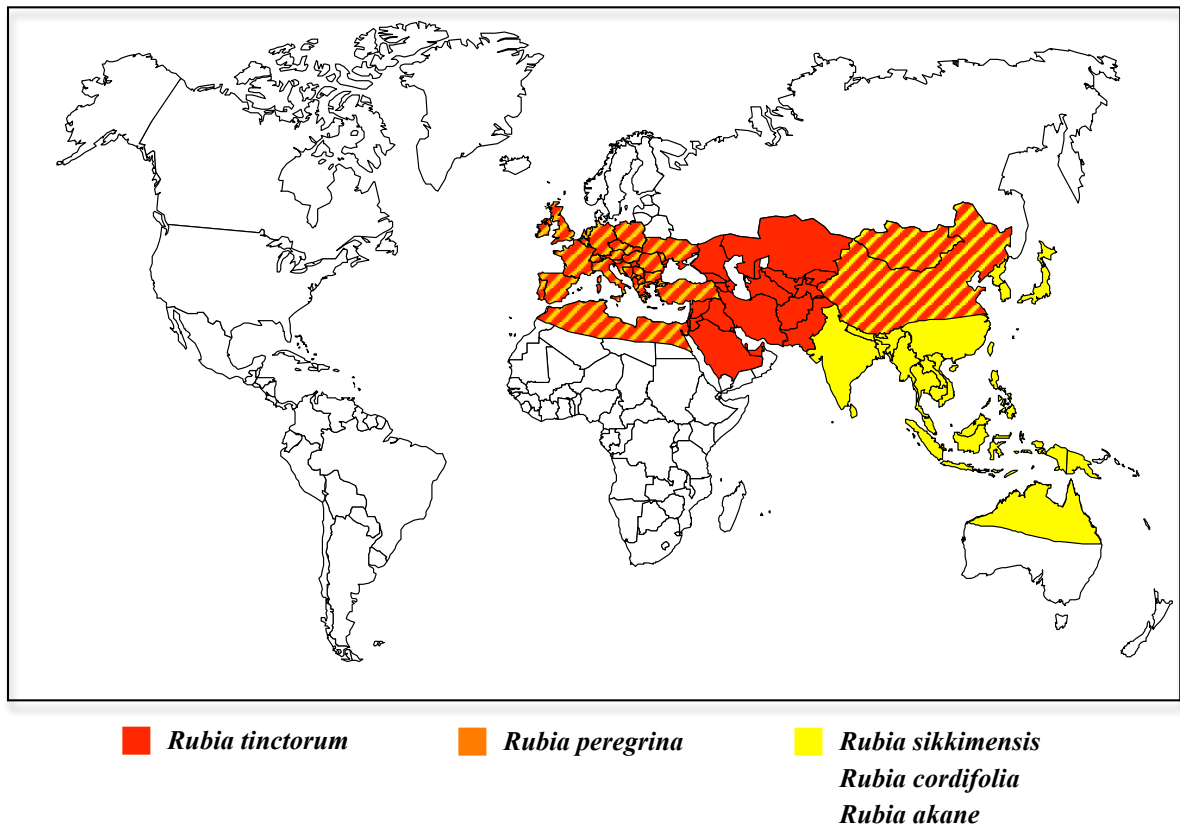 Rubia tinctorum
Rubia peregrina
Rubia sikkimensis
Rubia cordifolia
Rubia akane